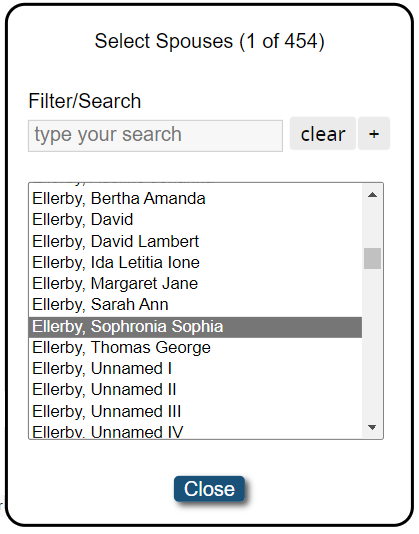 Select Spouses (1 of 454)
Filter/Search
type your search clear +
Ellerby, Bertha Amanda
Ellerby, David
Ellerby, David Lambert
Ellerby, Ida Letitia Ione
Ellerby, Margaret Jane
Ellerby, Sarah Ann
Ellerby, Sophronia Sophia
Ellerby, Thomas George
Ellerby, Unnamed I
Ellerby, Unnamed II
Ellerby, Unnamed III
Ellerby, Unnamed IV
Close